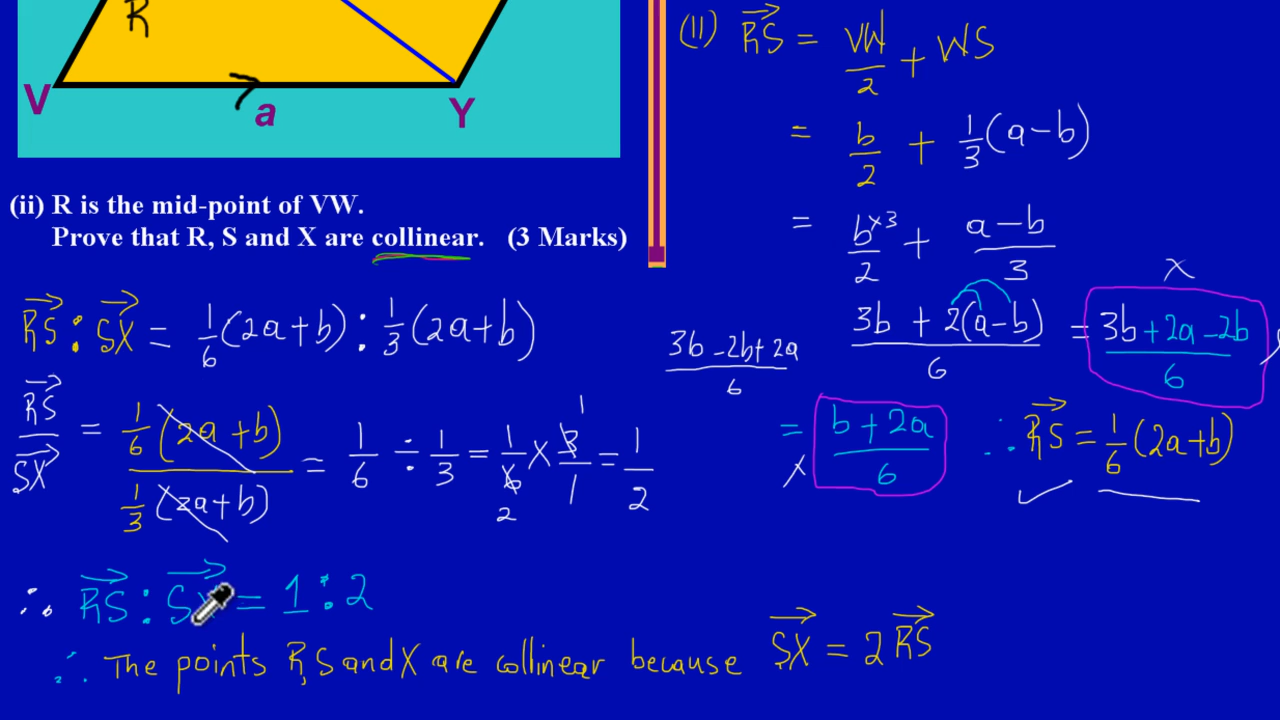 R
V
a
Y
(ii) R is the mid-point of VW.
Prove that R, S and X are collinear. (3 Marks)
RS : SX = 1/6 (2a+b) : 1/3 (2a+b)
RS/SX = 1/6 (2a+b) / 1/3 (2a+b) = 1/6 ÷ 1/3 = 1/6 2 × 3/1 1 = 1/2
∴ RS : SX = 1 : 2
∴ The points R, S and X are collinear because SX = 2 RS
(II) RS = VW/2 + WS
= b/2 + 1/3 (a-b)
= b×3/2 + a-b/3
3b + 2(a-b)/6 = 3b+2a-2b/6 X
3b-2b+2a/6
= b+2a/6 X ∴ RS = 1/6 (2a+b) ✓